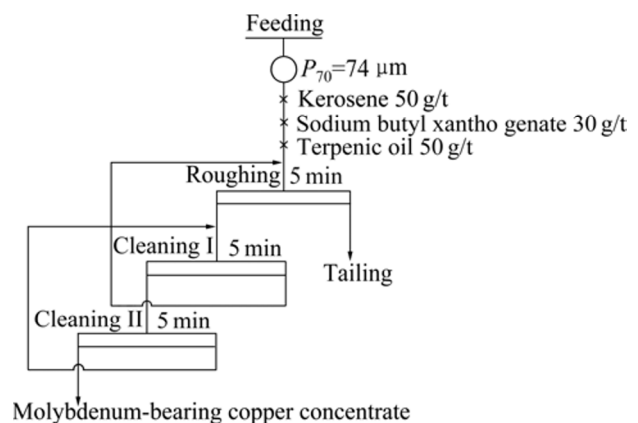 Feeding
P70=74 μm
Kerosene 50 g/t
Sodium butyl xantho genate 30 g/t
Terpenic oil 50 g/t
Roughing 5 min
Cleaning I 5 min
Tailing
Cleaning II 5 min
Molybdenum-bearing copper concentrate